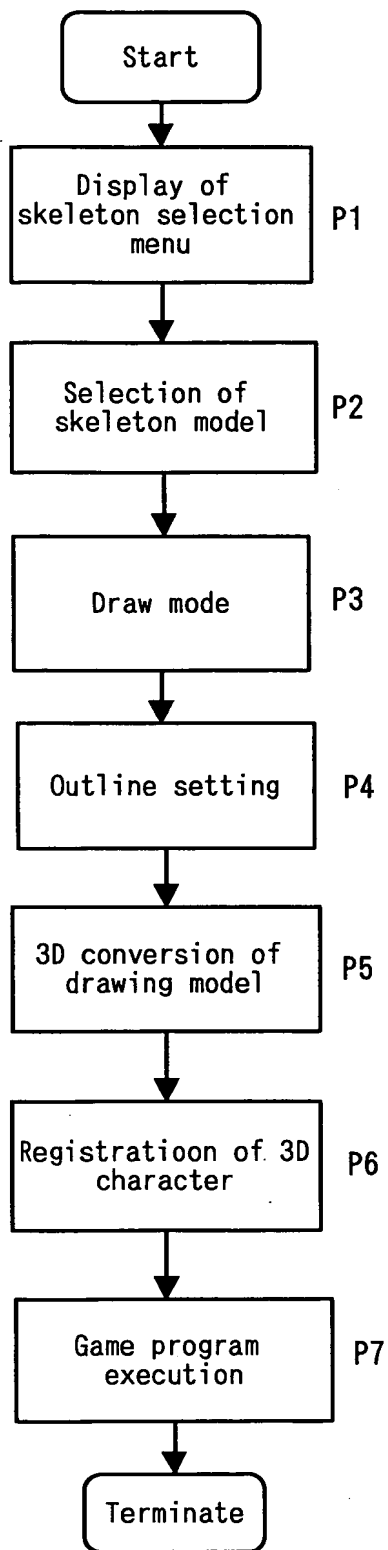 Start
Display of
skeleton selection
menu
P1
Selection of
skeleton model
P2
Draw mode
P3
Outline setting
P4
3D conversion of
drawing model
P5
Registratioon of 3D
character
P6
Game program
execution
P7
Terminate